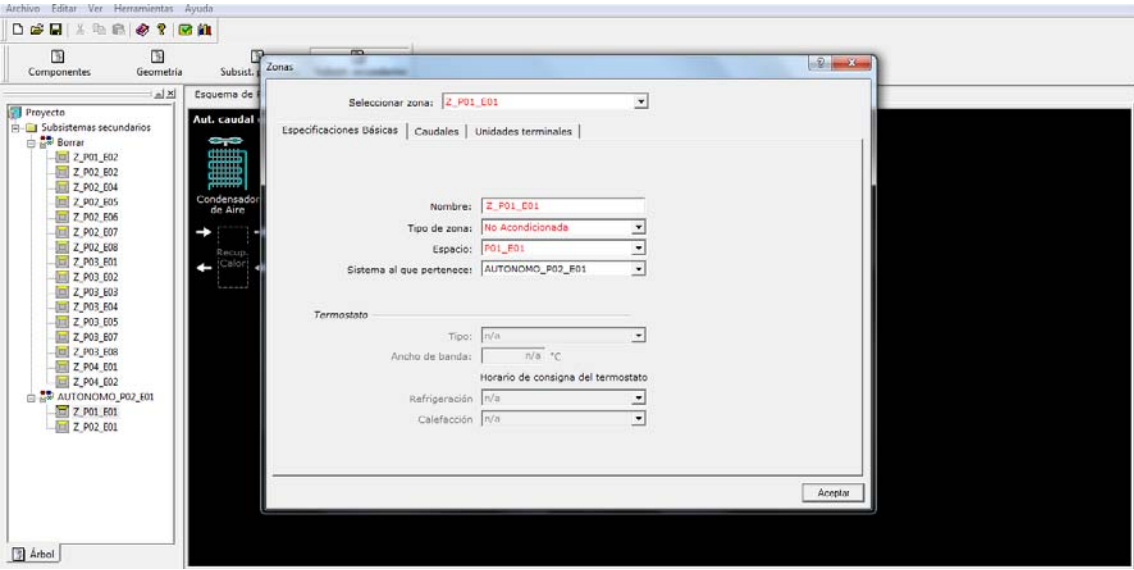 Archivo Editar Ver Herramientas Ayuda
Componentes
Geometría
Subsist.
Proyecto
Subsistemas secundarios
Borrar
Z_P01_E02
Z_P02_E02
Z_P02_E04
Z_P02_E05
Z_P02_E06
Z_P02_E07
Z_P02_E08
Z_P03_E01
Z_P03_E02
Z_P03_E03
Z_P03_E04
Z_P03_E05
Z_P03_E07
Z_P03_E08
Z_P04_E01
Z_P04_E02
AUTONOMO_P02_E01
Z_P01_E01
Z_P02_E01
Árbol
Esquema de
Aut. caudal
Condensador
de Aire
Recup.
Calor
Zonas
Seleccionar zona: Z_P01_E01
Especificaciones Básicas
Caudales
Unidades terminales
Nombre: Z_P01_E01
Tipo de zona: No Acondicionada
Espacio: P01_E01
Sistema al que pertenece: AUTONOMO_P02_E01
Termostato
Tipo: n/a
Ancho de banda: n/a °C
Horario de consigna del termostato
Refrigeración n/a
Calefacción n/a
Aceptar